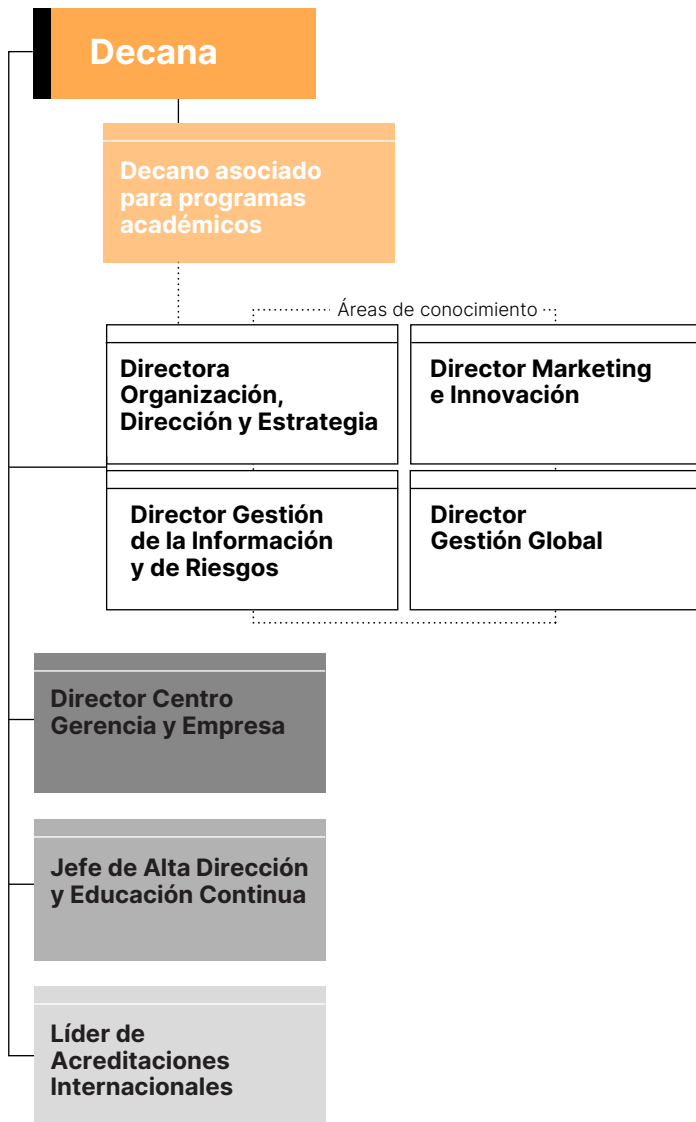 Decana
Decano asociado
para programas
académicos
Áreas de conocimiento
Directora
Organización,
Dirección y Estrategia
Director Marketing
e Innovación
Director Gestión
de la Información
y de Riesgos
Director
Gestión Global
Director Centro
Gerencia y Empresa
Jefe de Alta Dirección
y Educación Continua
Líder de
Acreditaciones
Internacionales